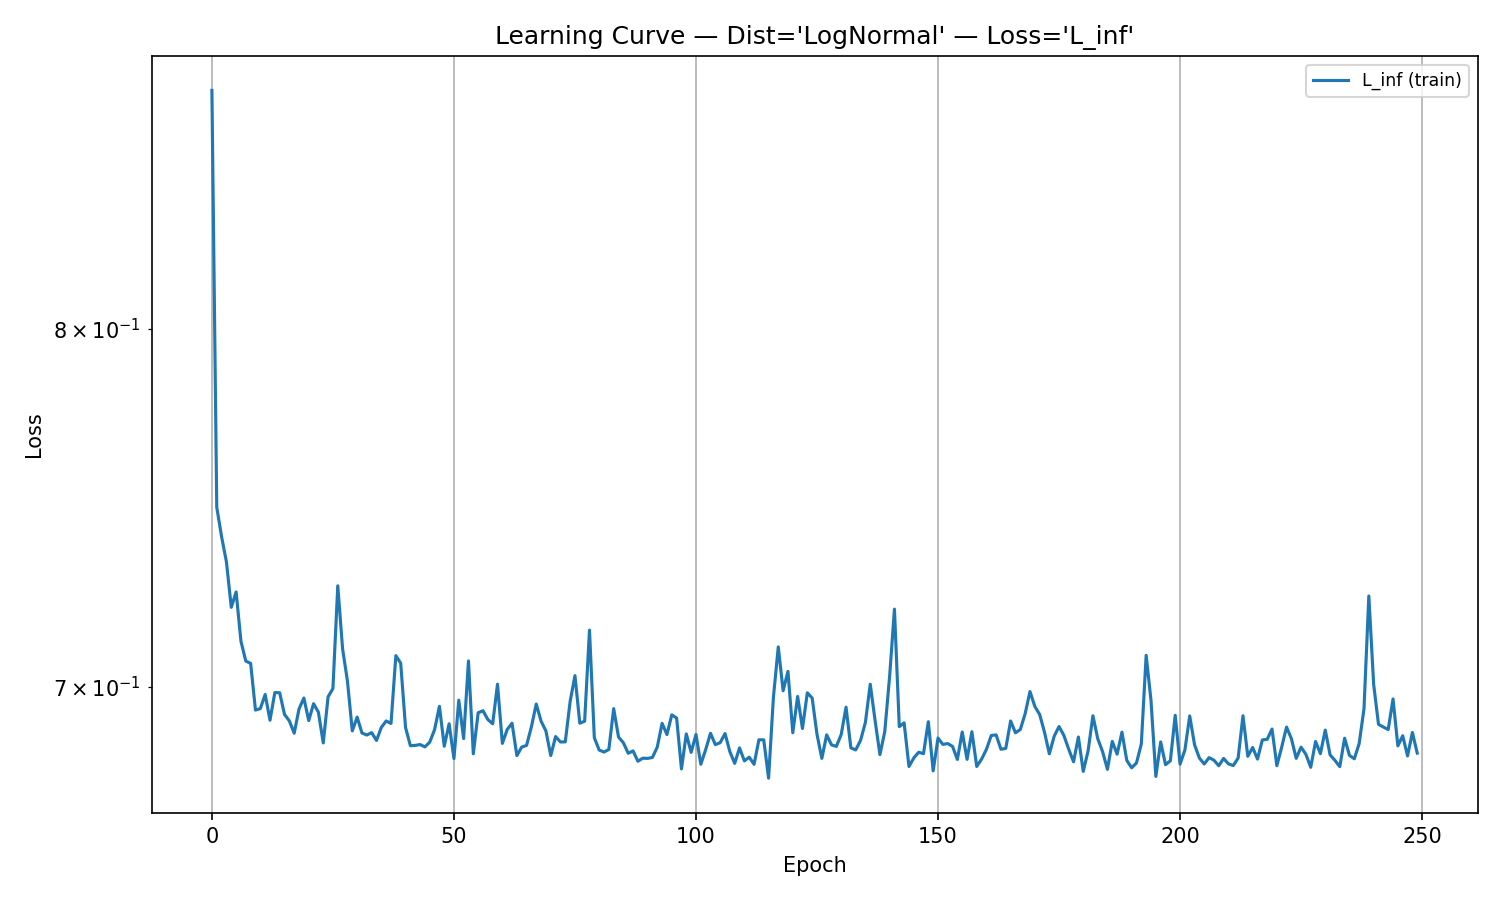 Learning Curve — Dist='LogNormal' — Loss='L_inf'
L_inf (train)
Loss
8 × 10⁻¹
7 × 10⁻¹
0 50 100 150 200 250
Epoch